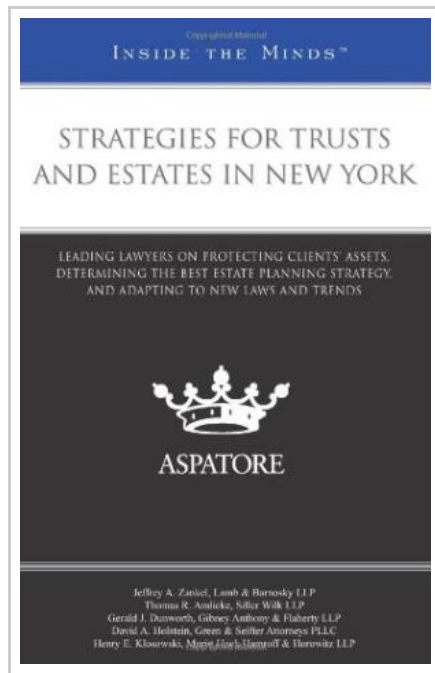 Copyrighted Material
INSIDE THE MINDS™
STRATEGIES FOR TRUSTS
AND ESTATES IN NEW YORK
LEADING LAWYERS ON PROTECTING CLIENTS' ASSETS,
DETERMINING THE BEST ESTATE PLANNING STRATEGY,
AND ADAPTING TO NEW LAWS AND TRENDS
ASPATORE
Jeffrey A. Zankel, Lamb & Barnosky LLP
Thomas R. Amlicke, Siller Wilk LLP
Gerald J. Dunworth, Gibney Anthony & Flaherty LLP
David A. Holstein, Green & Seifter Attorneys PLLC
Henry E. Klosowski, & Horowitz LLP